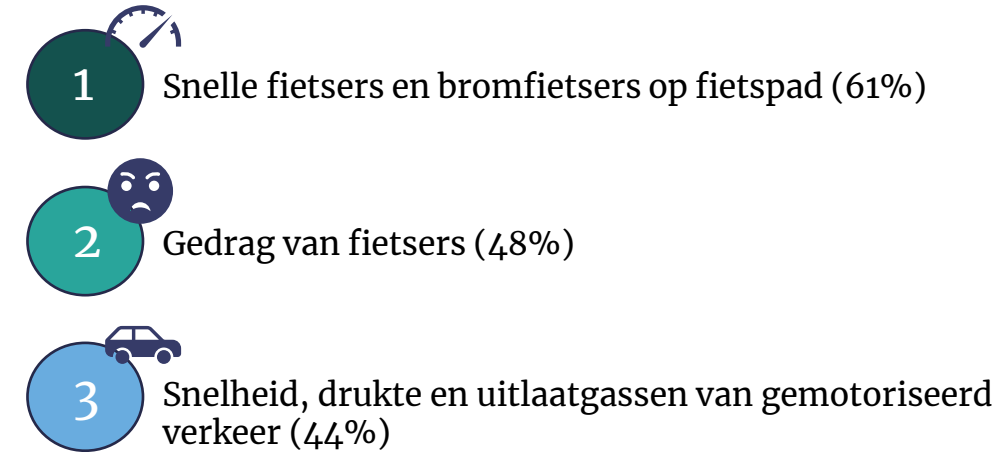 1
Snelle fietsers en bromfietsers op fietspad (61%)
2
Gedrag van fietsers (48%)
3
Snelheid, drukte en uitlaatgassen van gemotoriseerd
verkeer (44%)